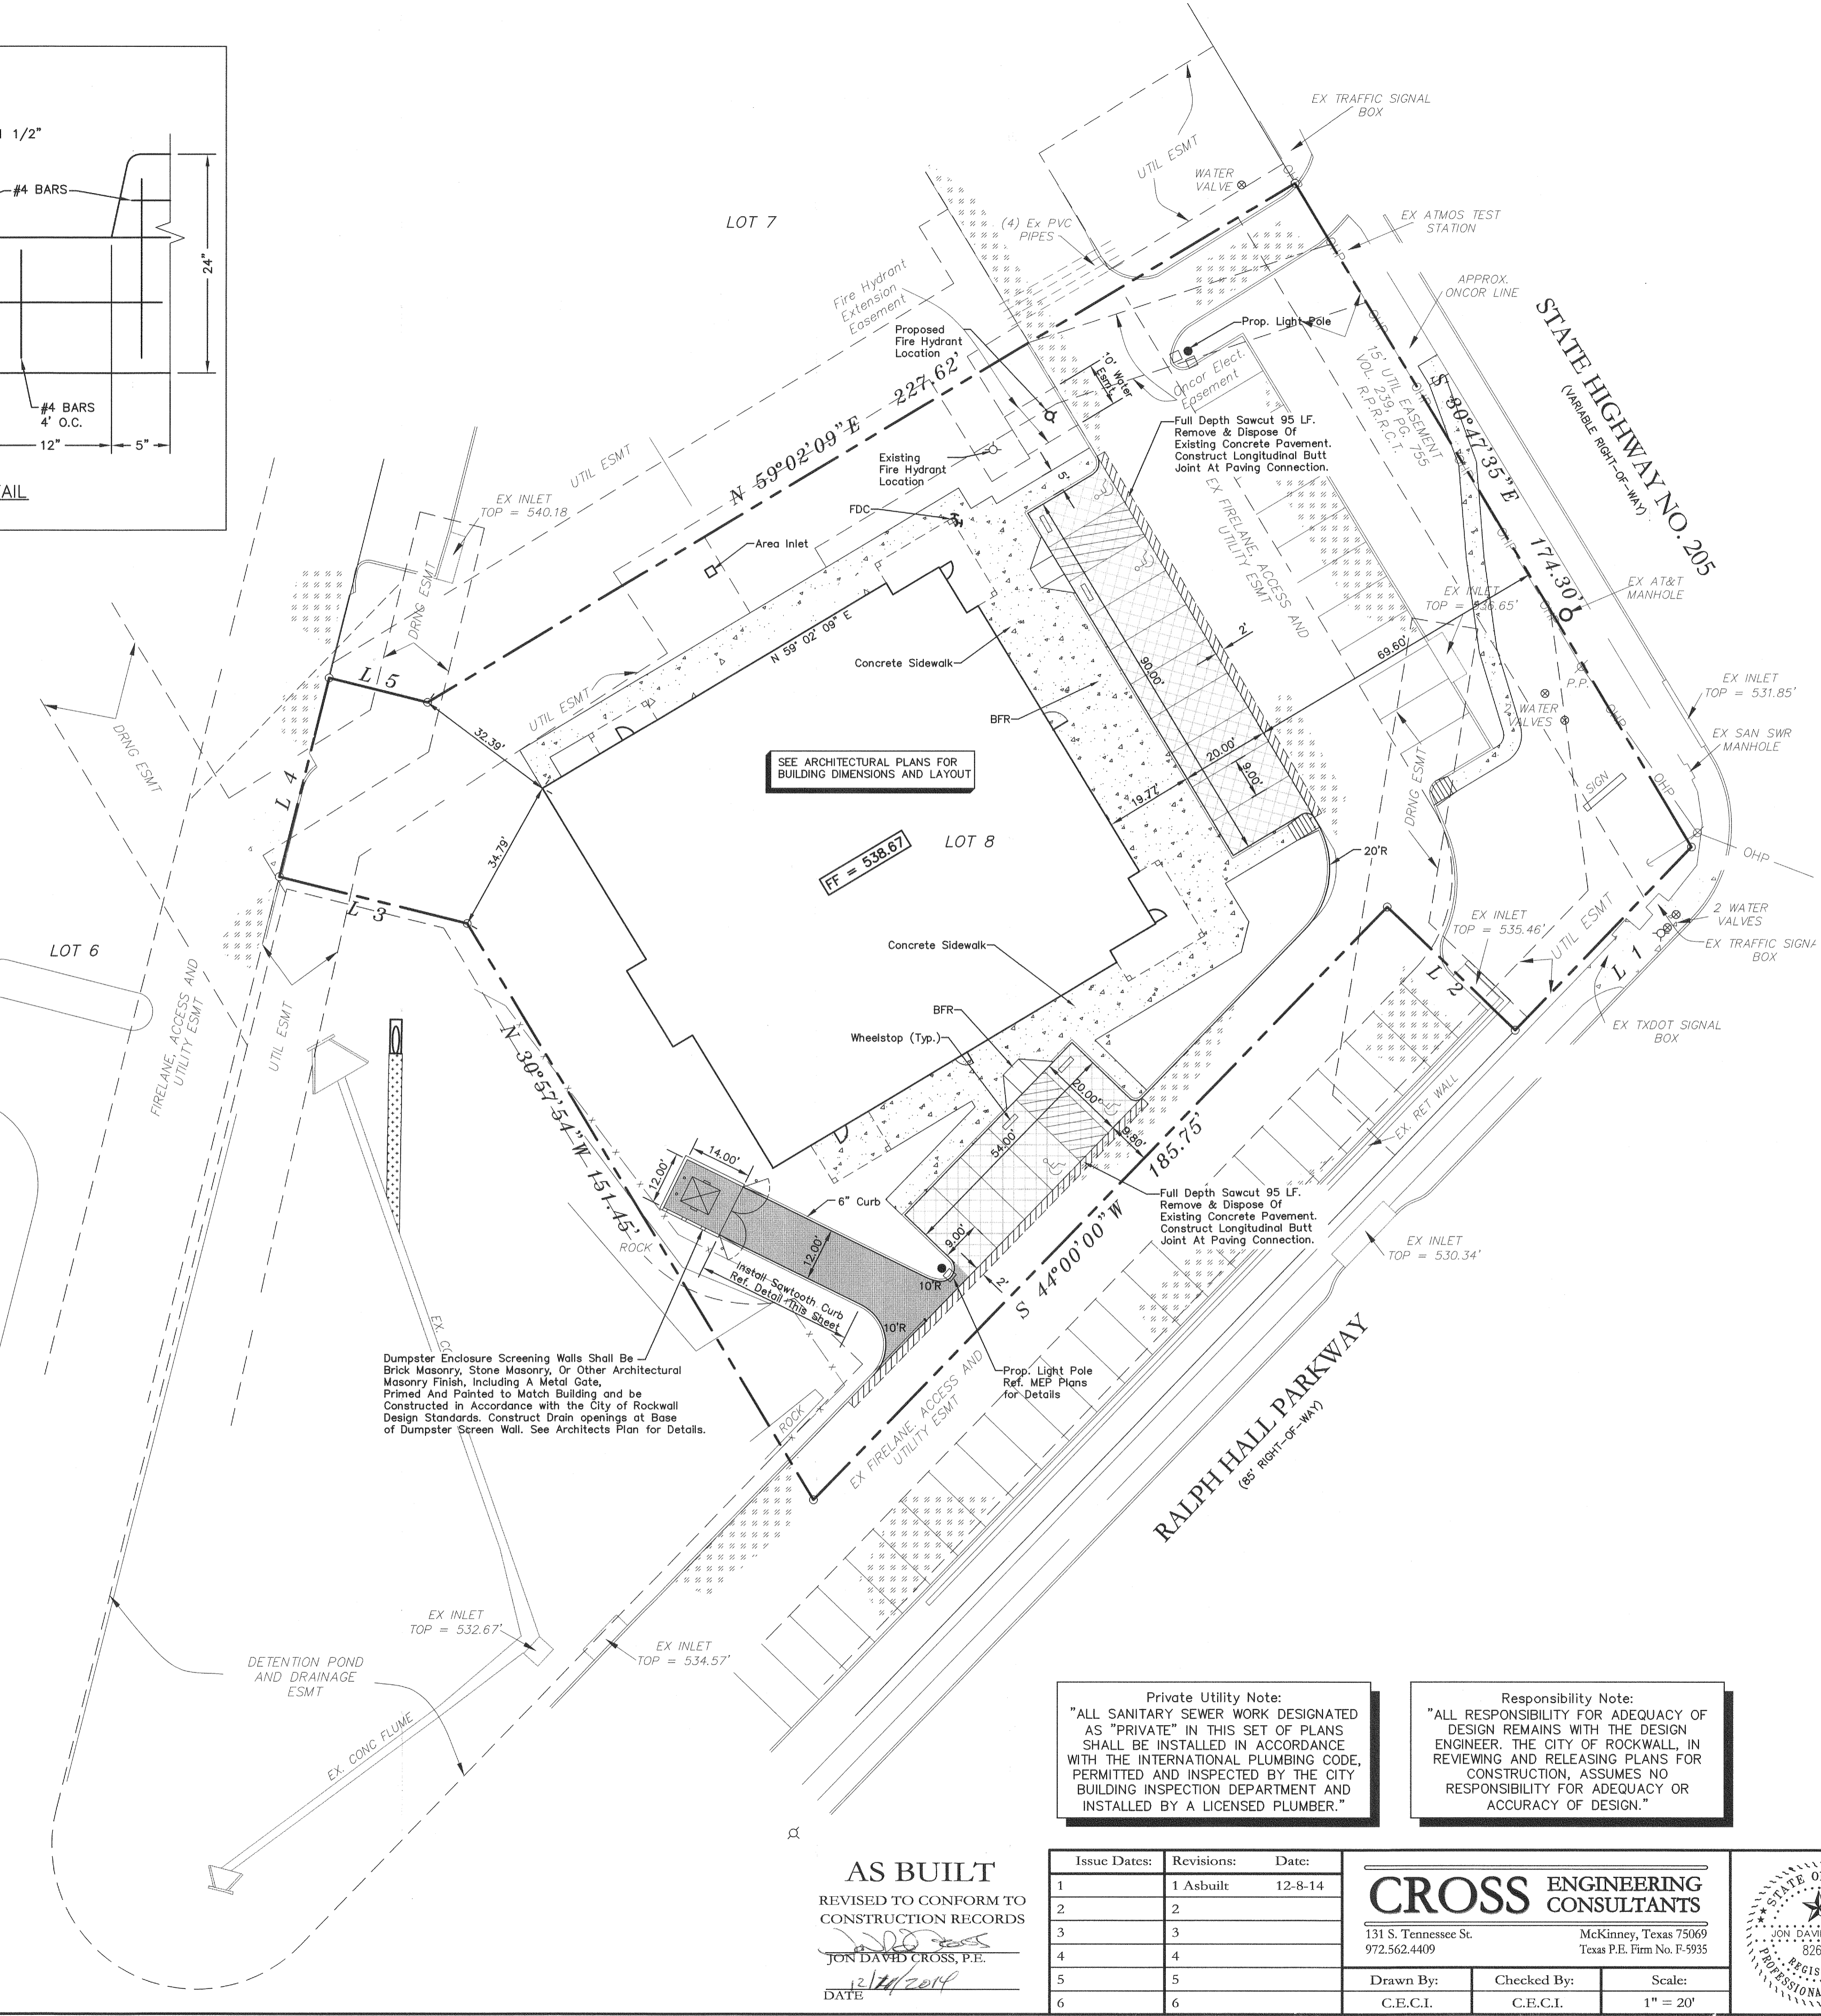 1/2"
#4 BARS
24"
#4 BARS
4' O.C.
12"
5"
AIL
LOT 7
UTIL ESMT
EX TRAFFIC SIGNAL
BOX
WATER
VALVE
(4) Ex PVC
PIPES
OHP
EX ATMOS TEST
STATION
OHP
APPROX.
ONCOR LINE
OHP
STATE HIGHWAY NO. 205
(VARIABLE RIGHT-OF-WAY)
Fire Hydrant
Extension
Easement
Proposed
Fire Hydrant
Location
Prop. Light Pole
10' Water
Esmt.
Oncor Elect.
Easement
15' UTIL EASEMENT
VOL. 239, PG. 755
R.P.R.R.C.T.
OHP
S 30°47'35"E 174.30'
N 59°02'09"E 227.62'
Full Depth Sawcut 95 LF.
Remove & Dispose Of
Existing Concrete Pavement.
Construct Longitudinal Butt
Joint At Paving Connection.
Existing
Fire Hydrant
Location
5'
EX FIRELANE, ACCESS AND
UTILITY ESMT
UTIL ESMT
EX INLET
TOP = 540.18
FDC
Area Inlet
OHP
DRNG ESMT
EX INLET
TOP = 536.65'
EX AT&T
MANHOLE
OHP
N 59° 02' 09" E
Concrete Sidewalk
2'
69.60'
90.00'
P.P.
L 5
UTIL ESMT
BFR
2 WATER
VALVES
OHP
EX INLET
TOP = 531.85'
EX SAN SWR
MANHOLE
32.39'
DRNG ESMT
SEE ARCHITECTURAL PLANS FOR
BUILDING DIMENSIONS AND LAYOUT
20.00'
9.00'
19.77'
DRNG ESMT
SIGN
OHP
L 4
34.79'
FF = 538.67
LOT 8
20'R
OHP
L 3
LOT 6
EX INLET
TOP = 535.46'
UTIL ESMT
2 WATER
VALVES
EX TRAFFIC SIGNA
BOX
L 1
L 2
Concrete Sidewalk
FIRELANE, ACCESS AND
UTILITY ESMT
UTIL ESMT
BFR
Wheelstop (Typ.)
EX TXDOT SIGNAL
BOX
N 30°57'54"W 151.45'
20.00'
54.00'
9.80'
EX. RET WALL
185.75'
S 44°00'00"W
14.00'
12.00'
6" Curb
12.00'
9.00'
2'
Full Depth Sawcut 95 LF.
Remove & Dispose Of
Existing Concrete Pavement.
Construct Longitudinal Butt
Joint At Paving Connection.
EX INLET
TOP = 530.34'
ROCK
Install Sawtooth Curb
Ref. Detail This Sheet
10'R
10'R
EX. CO
Dumpster Enclosure Screening Walls Shall Be
Brick Masonry, Stone Masonry, Or Other Architectural
Masonry Finish, Including A Metal Gate,
Primed And Painted to Match Building and be
Constructed in Accordance with the City of Rockwall
Design Standards. Construct Drain openings at Base
of Dumpster Screen Wall. See Architects Plan for Details.
Prop. Light Pole
Ref. MEP Plans
for Details
ROCK
EX FIRELANE, ACCESS AND
UTILITY ESMT
RALPH HALL PARKWAY
(85' RIGHT-OF-WAY)
EX INLET
TOP = 532.67'
EX INLET
TOP = 534.57'
DETENTION POND
AND DRAINAGE
ESMT
EX. CONC FLUME
Private Utility Note:
"ALL SANITARY SEWER WORK DESIGNATED
AS "PRIVATE" IN THIS SET OF PLANS
SHALL BE INSTALLED IN ACCORDANCE
WITH THE INTERNATIONAL PLUMBING CODE,
PERMITTED AND INSPECTED BY THE CITY
BUILDING INSPECTION DEPARTMENT AND
INSTALLED BY A LICENSED PLUMBER."
Responsibility Note:
"ALL RESPONSIBILITY FOR ADEQUACY OF
DESIGN REMAINS WITH THE DESIGN
ENGINEER. THE CITY OF ROCKWALL, IN
REVIEWING AND RELEASING PLANS FOR
CONSTRUCTION, ASSUMES NO
RESPONSIBILITY FOR ADEQUACY OR
ACCURACY OF DESIGN."
AS BUILT
REVISED TO CONFORM TO
CONSTRUCTION RECORDS
JON DAVID CROSS, P.E.
DATE
Issue Dates: Revisions: Date:
1 1 Asbuilt 12-8-14
2 2
3 3
4 4
5 5
6 6
CROSS ENGINEERING
CONSULTANTS
131 S. Tennessee St. McKinney, Texas 75069
972.562.4409 Texas P.E. Firm No. F-5935
Drawn By: Checked By: Scale:
C.E.C.I. C.E.C.I. 1" = 20'
STATE O
JON DAVI
826
REGIS
PROFESSIONA